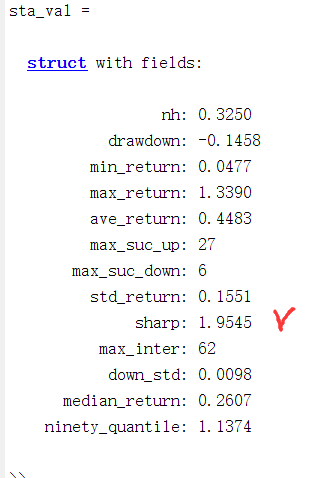 sta_val =
struct with fields:
nh: 0.3250
drawdown: -0.1458
min_return: 0.0477
max_return: 1.3390
ave_return: 0.4483
max_suc_up: 27
max_suc_down: 6
std_return: 0.1551
sharp: 1.9545
max_inter: 62
down_std: 0.0098
median_return: 0.2607
ninety_quantile: 1.1374